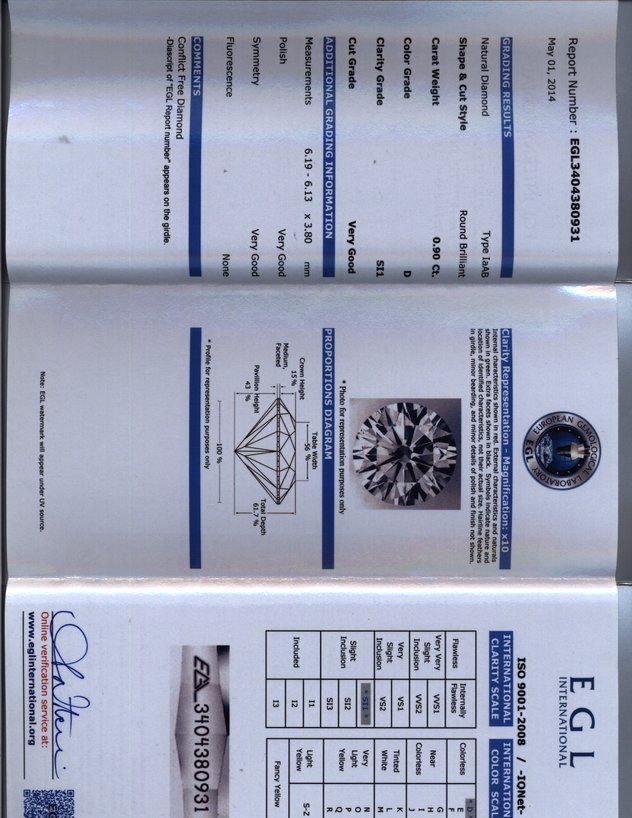 Report Number : EGL3404380931
May 01, 2014
GRADING RESULTS
Natural Diamond Type IaAB
Shape & Cut Style Round Brilliant
Carat Weight 0.90 Ct.
Color Grade D
Clarity Grade SI1
Cut Grade Very Good
ADDITIONAL GRADING INFORMATION
Measurements 6.19 - 6.13 x 3.80 mm
Polish Very Good
Symmetry Very Good
Fluorescence None
COMMENTS
Conflict Free Diamond
-Diascript of "EGL Report number" appears on the girdle.
EUROPEAN GEMOLOGICAL LABORATORY
EGL
Clarity Representation - Magnification: x10
Internal characteristics shown in red. External characteristics and naturals
shown in green. Extra facets shown in black. Symbols indicate nature and
location of identified characteristics, not their actual size. Hairline feathers
in girdle, minor bearding, and minor details of polish and finish not shown.
* Photo for representation purposes only
PROPORTIONS DIAGRAM
Table Width
56 %
Crown Height
15 %
Medium,
Faceted
Pavillion Height
43 %
Total Depth
61.7 %
100 %
* Profile for representation purposes only
Note: EGL watermark will appear under UV source.
EGL
INTERNATIONAL
ISO 9001-2008 / -IQNet-
INTERNATIONAL
CLARITY SCALE
Flawless
Internally
Flawless
Very Very
Slight
Inclusion
VVS1
VVS2
Very
Slight
Inclusion
VS1
VS2
Slight
Inclusion
* SI1 *
SI2
SI3
Included
I1
I2
I3
INTERNATION
COLOR SCAL
Colorless
* D *
E
F
Near
Colorless
G
H
I
J
Tinted
White
K
L
M
Very
Light
Yellow
N
O
P
Q
R
Light
Yellow
S-Z
Fancy Yellow
3404380931
Online verification service at:
www.eglinternational.org